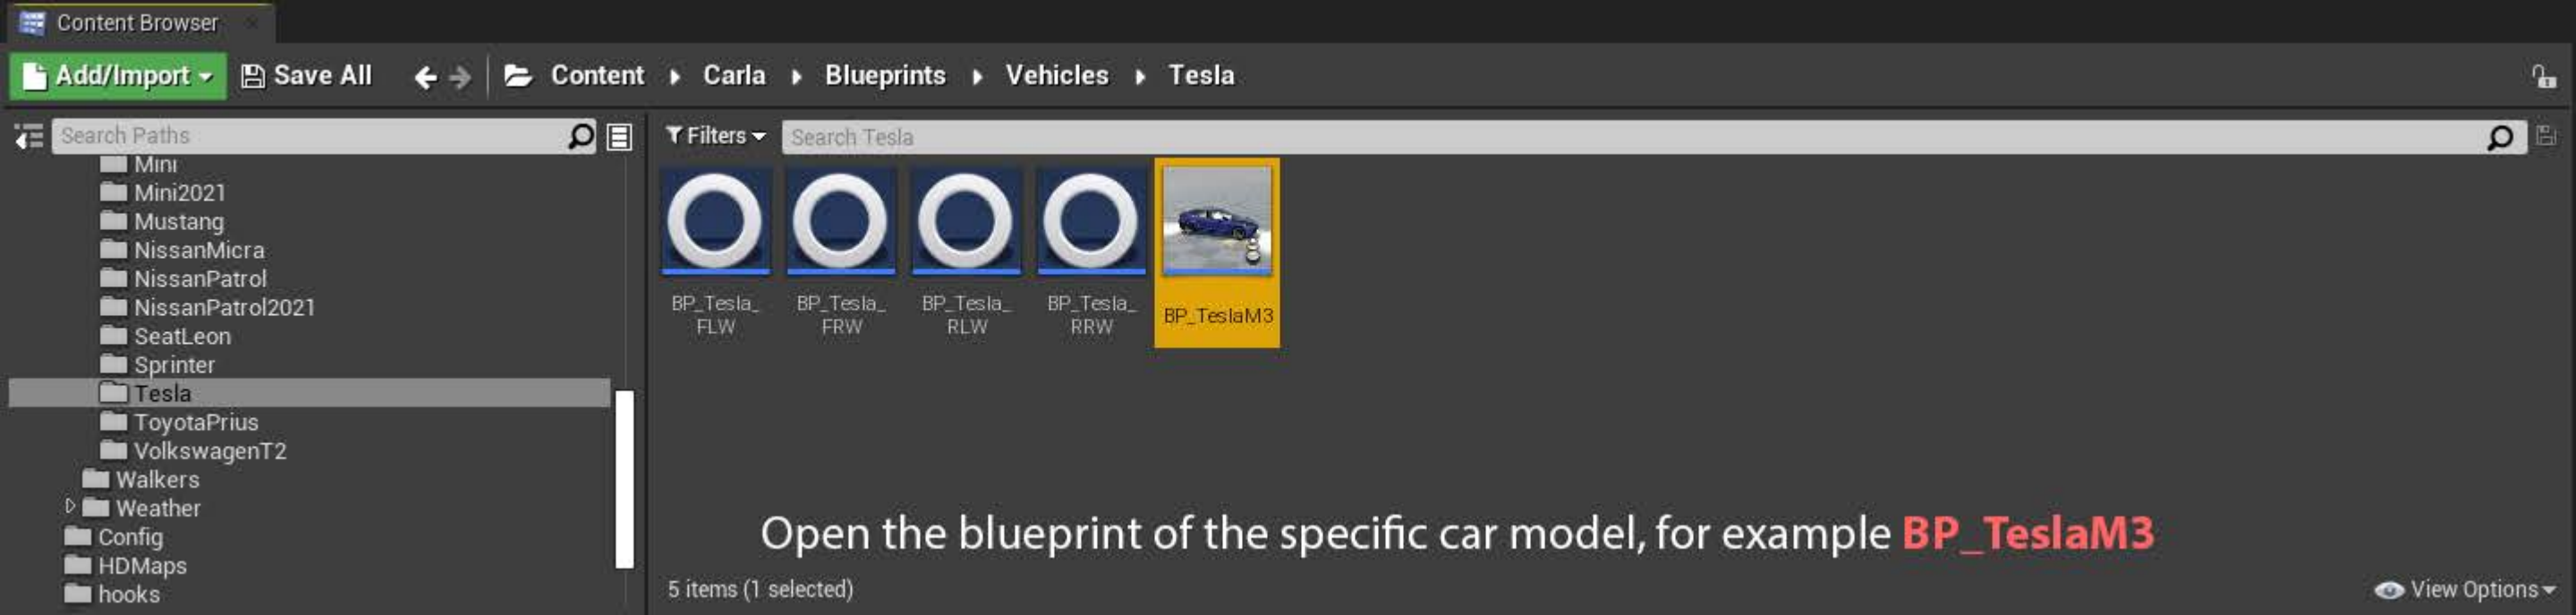 Content Browser
Add/Import
Save All
Content
Carla
Blueprints
Vehicles
Tesla
Search Paths
Filters
Search Tesla
Mini
Mini2021
Mustang
NissanMicra
NissanPatrol
NissanPatrol2021
SeatLeon
Sprinter
Tesla
ToyotaPrius
VolkswagenT2
Walkers
Weather
Config
HDMaps
hooks
BP_Tesla_
FLW
BP_Tesla_
FRW
BP_Tesla_
RLW
BP_Tesla_
RRW
BP_TeslaM3
Open the blueprint of the specific car model, for example BP_TeslaM3
5 items (1 selected)
View Options